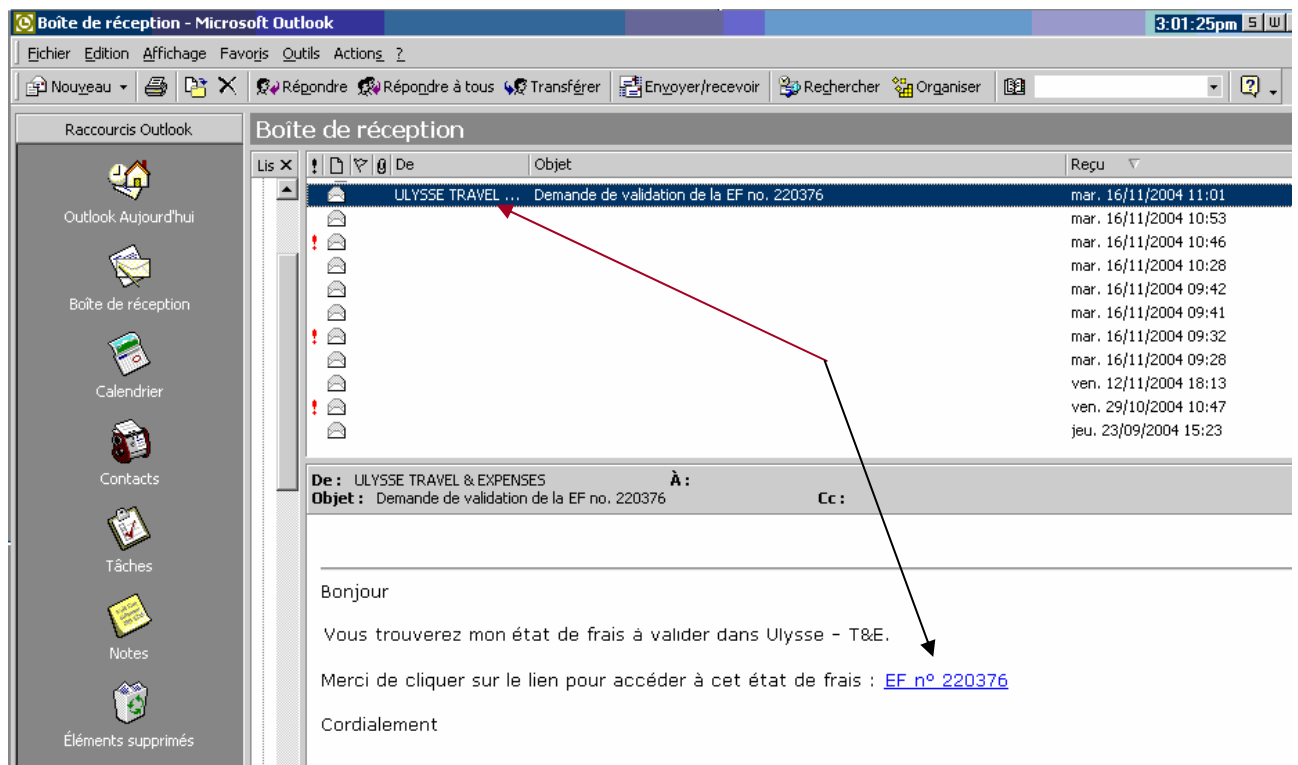 Boîte de réception - Microsoft Outlook 3:01:25pm S W
Fichier Edition Affichage Favoris Outils Actions ?
Nouveau Répondre Répondre à tous Transférer Envoyer/recevoir Rechercher Organiser
Raccourcis Outlook
Outlook Aujourd'hui
Boîte de réception
Calendrier
Contacts
Tâches
Notes
Éléments supprimés
Boîte de réception
Lis
! De Objet Reçu
ULYSSE TRAVEL ... Demande de validation de la EF no. 220376 mar. 16/11/2004 11:01
mar. 16/11/2004 10:53
! mar. 16/11/2004 10:46
mar. 16/11/2004 10:28
mar. 16/11/2004 09:42
mar. 16/11/2004 09:41
! mar. 16/11/2004 09:32
mar. 16/11/2004 09:28
ven. 12/11/2004 18:13
! ven. 29/10/2004 10:47
jeu. 23/09/2004 15:23
De : ULYSSE TRAVEL & EXPENSES À :
Objet : Demande de validation de la EF no. 220376 Cc :
Bonjour
Vous trouverez mon état de frais à valider dans Ulysse - T&E.
Merci de cliquer sur le lien pour accéder à cet état de frais : EF nº 220376
Cordialement